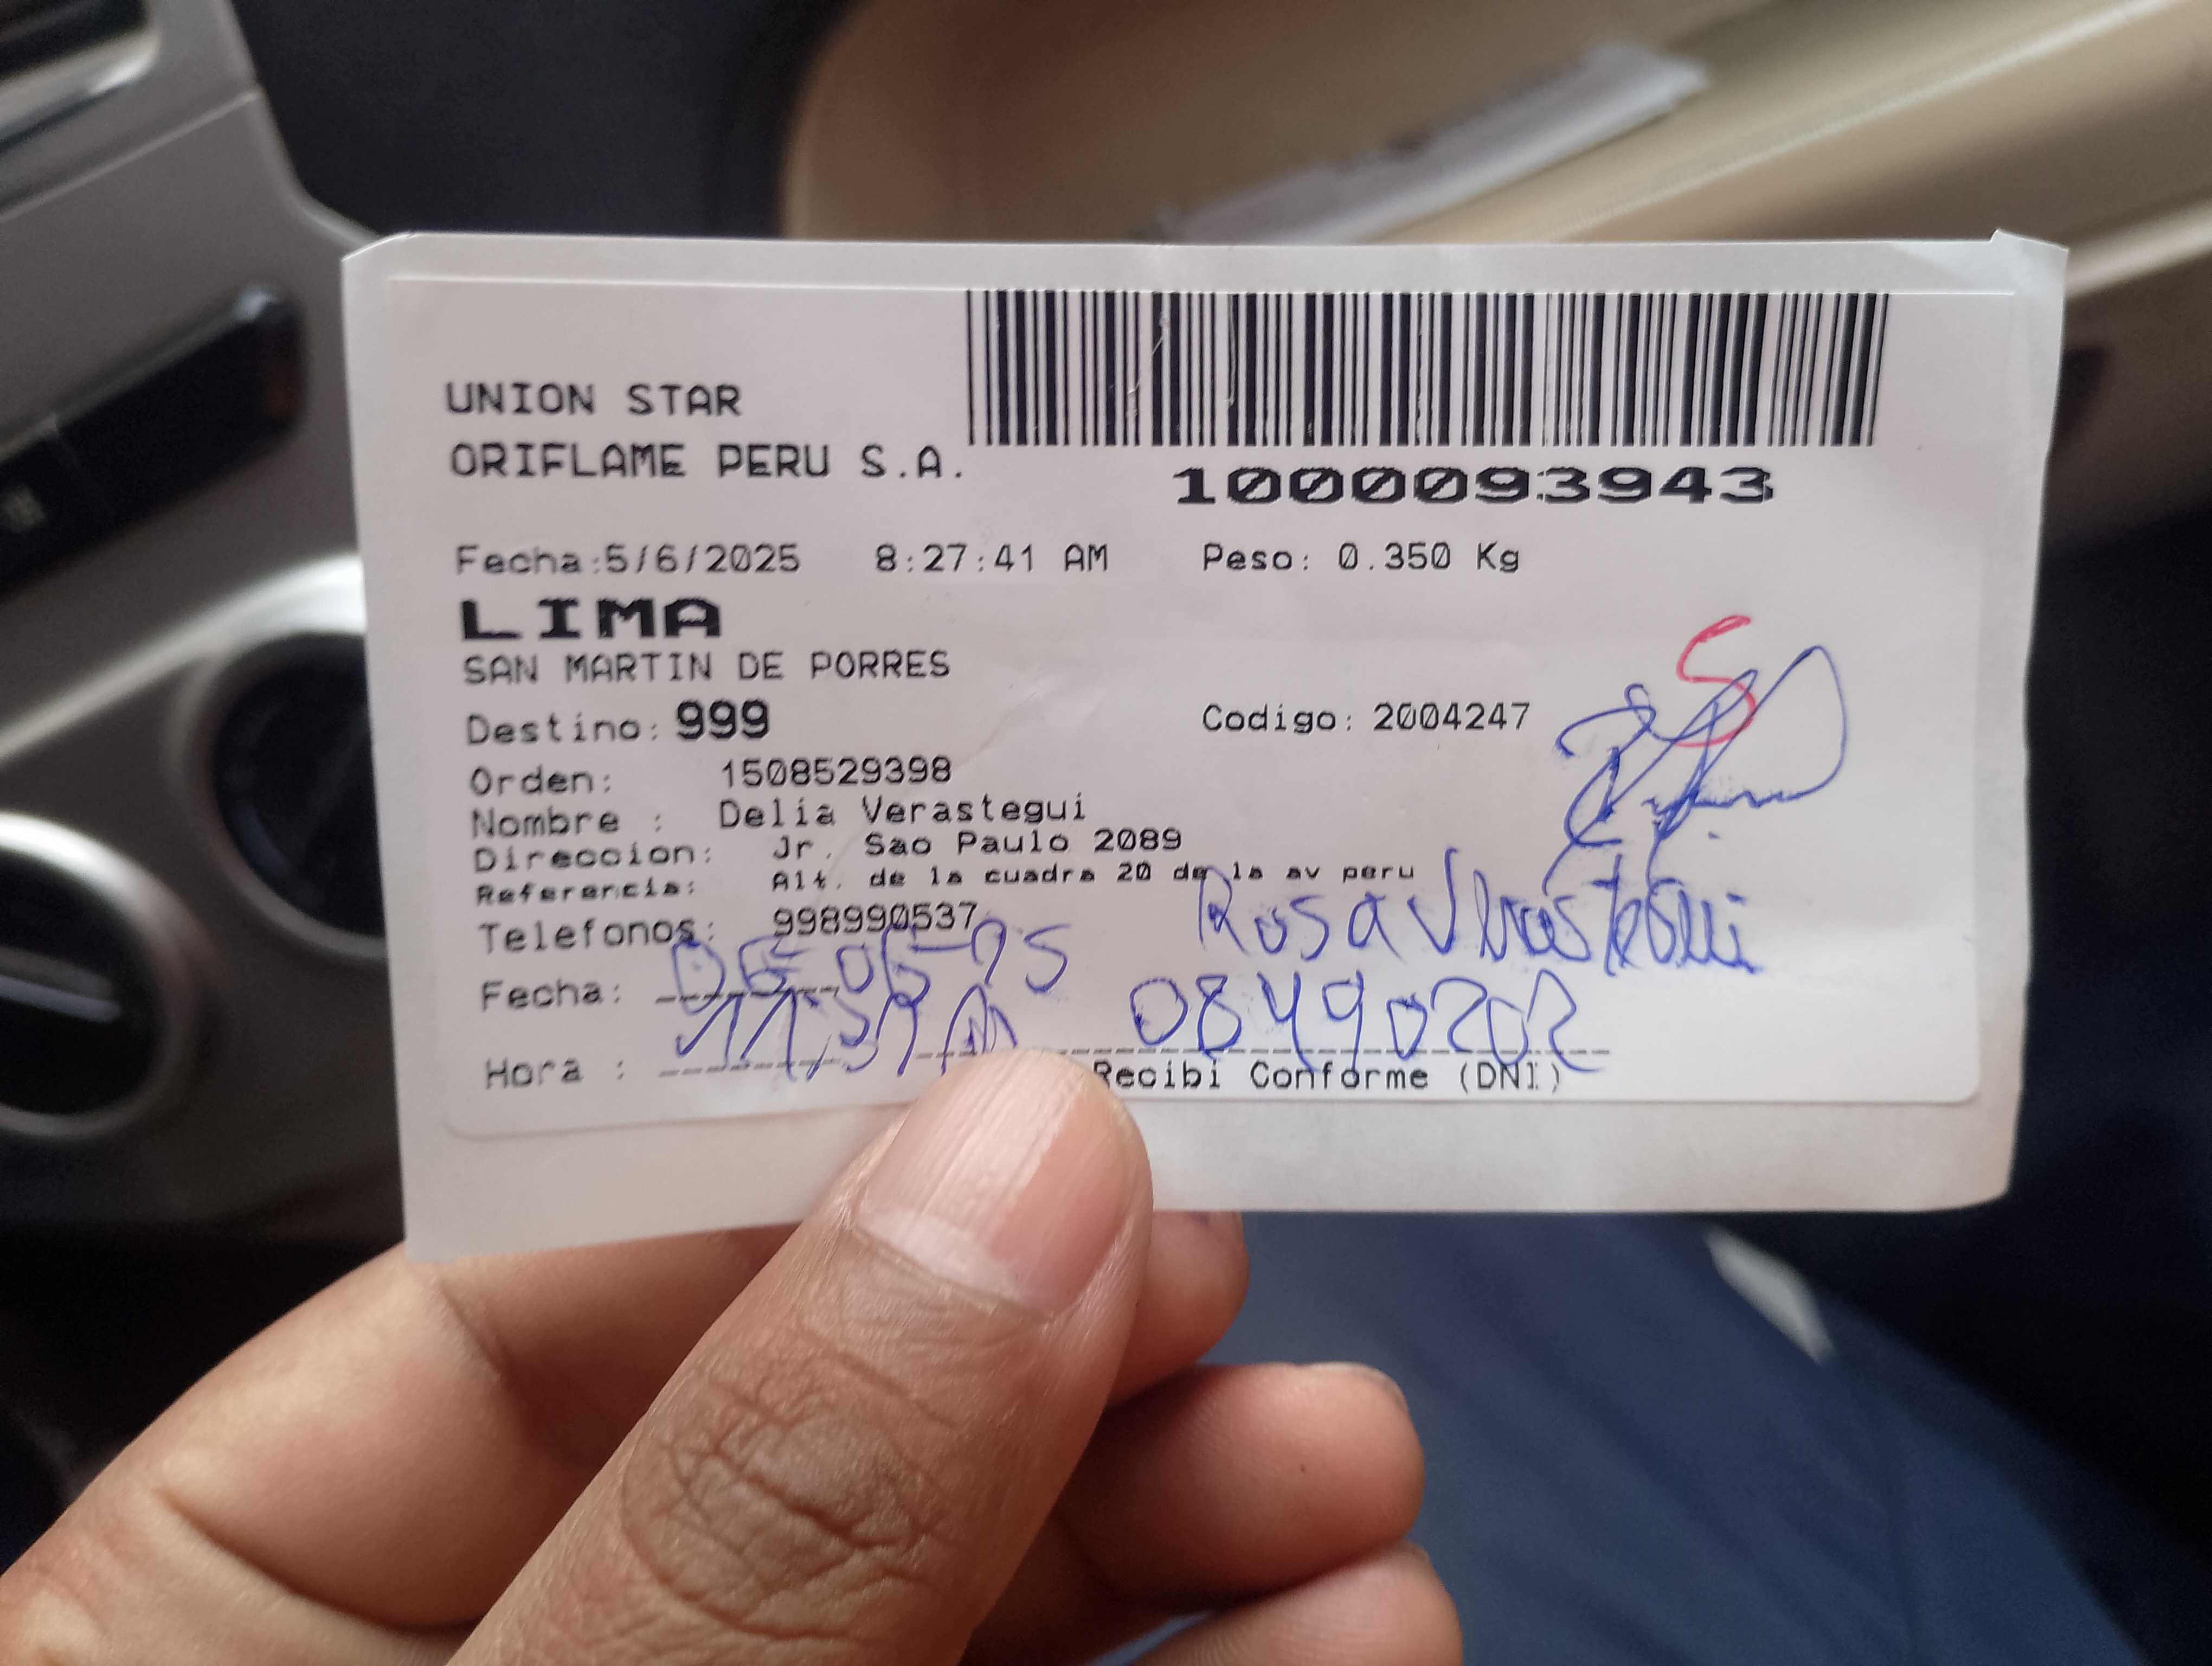 UNION STAR
ORIFLAME PERU S.A.
1000093943
Fecha:5/6/2025 8:27:41 AM Peso: 0.350 Kg
LIMA
SAN MARTIN DE PORRES
Destino: 999 Codigo: 2004247
S
Orden: 1508529398
Nombre : Delia Verastegui
Direccion: Jr. Sao Paulo 2089
Referencia: Alt. de la cuadra 20 de la av peru
Telefonos: 998990537
Rosa
Fecha: 06-25
Hora : 08490202
Recibi Conforme (DNI)